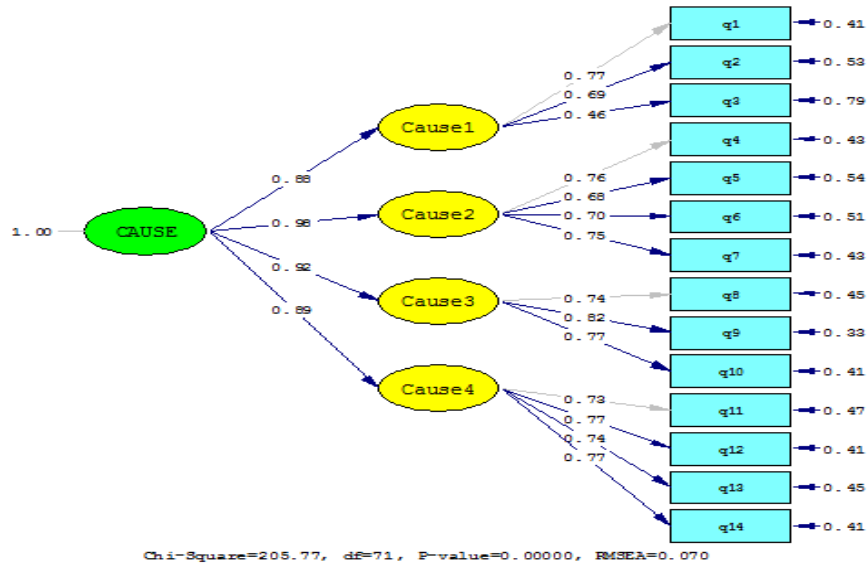 q1
0.41
q2
0.53
0.77
0.69
q3
0.79
0.46
Cause1
q4
0.43
0.88
0.76
q5
0.54
0.68
Cause2
0.70
q6
0.51
0.98
1.00
CAUSE
0.75
q7
0.43
0.92
q8
0.45
0.74
Cause3
0.82
q9
0.33
0.89
0.77
q10
0.41
Cause4
0.73
q11
0.47
0.77
0.74
q12
0.41
0.77
q13
0.45
q14
0.41
Chi-Square=205.77, df=71, P-value=0.00000, RMSEA=0.070